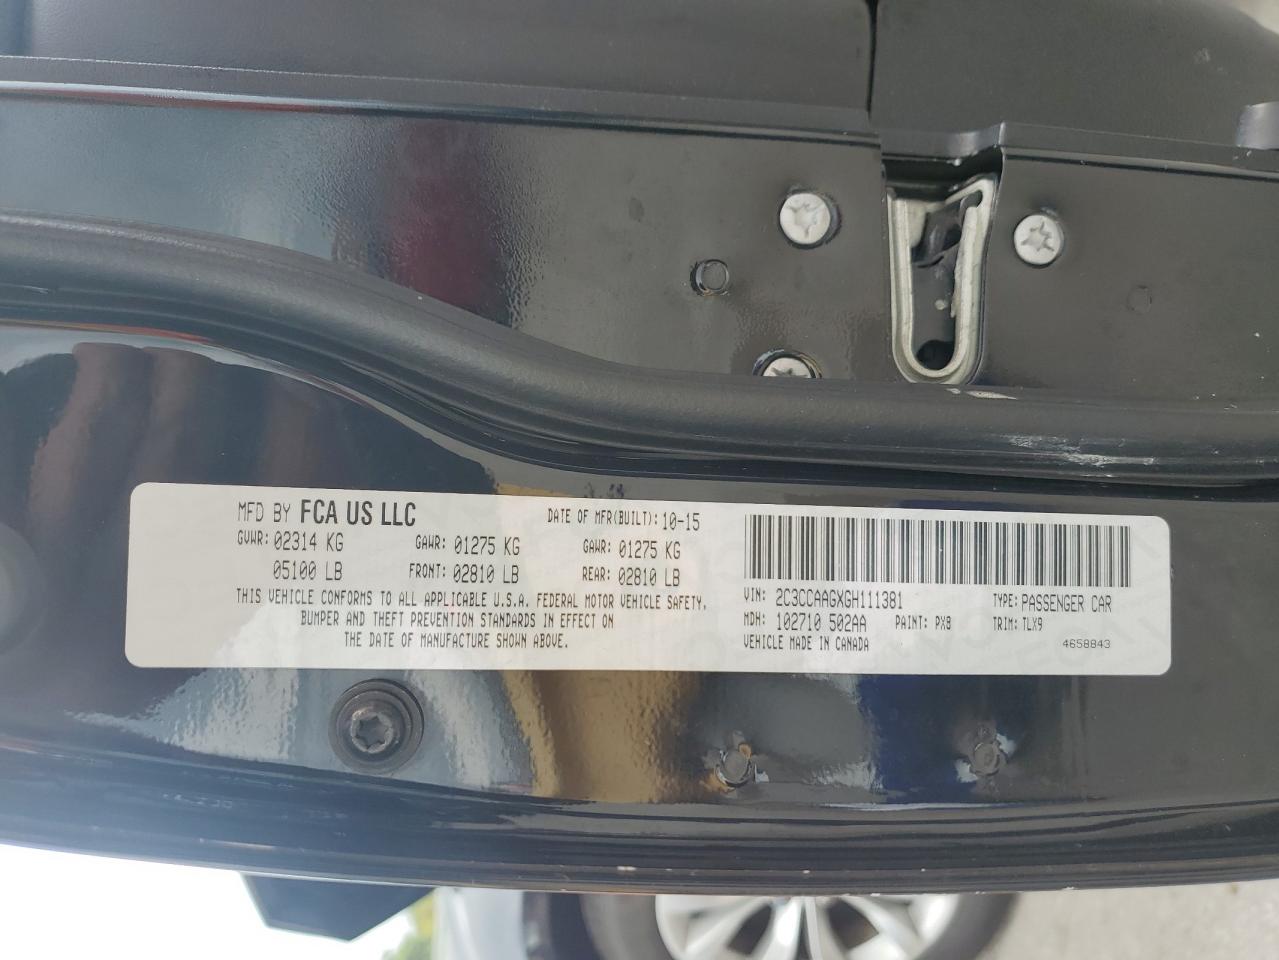 MFD BY FCA US LLC DATE OF MFR(BUILT): 10-15
GVWR: 02314 KG GAWR: 01275 KG GAWR: 01275 KG
05100 LB FRONT: 02810 LB REAR: 02810 LB
THIS VEHICLE CONFORMS TO ALL APPLICABLE U.S.A. FEDERAL MOTOR VEHICLE SAFETY,
BUMPER AND THEFT PREVENTION STANDARDS IN EFFECT ON
THE DATE OF MANUFACTURE SHOWN ABOVE.
VIN: 2C3CCAAGXGH111381 TYPE: PASSENGER CAR
MDH: 102710 502AA PAINT: PX8 TRIM: TLX9
VEHICLE MADE IN CANADA 4658843